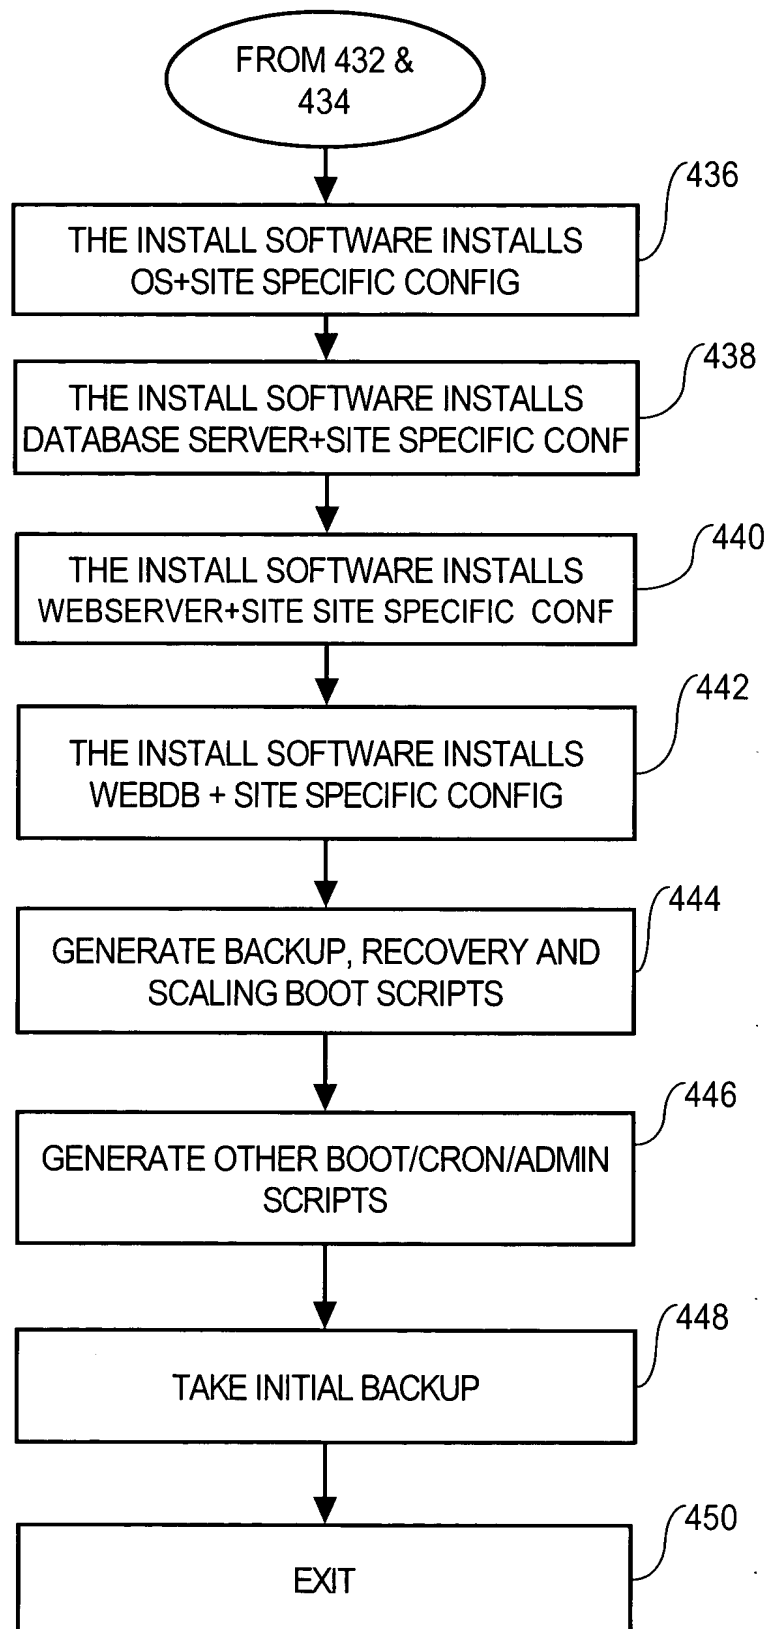 FROM 432 &
434
436
THE INSTALL SOFTWARE INSTALLS
OS+SITE SPECIFIC CONFIG
438
THE INSTALL SOFTWARE INSTALLS
DATABASE SERVER+SITE SPECIFIC CONF
440
THE INSTALL SOFTWARE INSTALLS
WEBSERVER+SITE SITE SPECIFIC CONF
442
THE INSTALL SOFTWARE INSTALLS
WEBDB + SITE SPECIFIC CONFIG
444
GENERATE BACKUP, RECOVERY AND
SCALING BOOT SCRIPTS
446
GENERATE OTHER BOOT/CRON/ADMIN
SCRIPTS
448
TAKE INITIAL BACKUP
450
EXIT